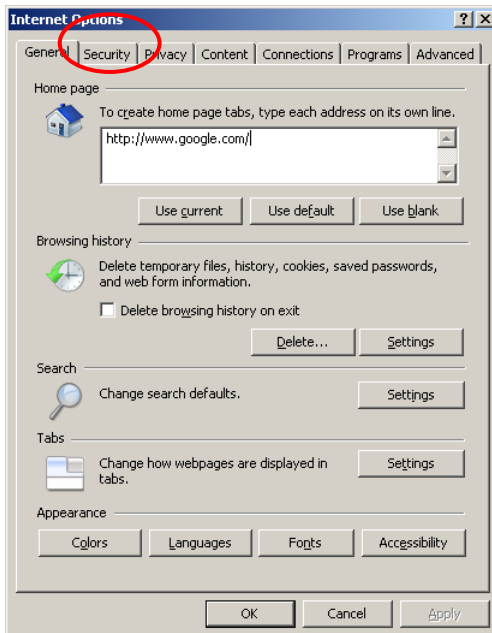 Internet Options
General Security Privacy Content Connections Programs Advanced
Home page
To create home page tabs, type each address on its own line.
http://www.google.com/
Use current Use default Use blank
Browsing history
Delete temporary files, history, cookies, saved passwords,
and web form information.
Delete browsing history on exit
Delete... Settings
Search
Change search defaults.
Settings
Tabs
Change how webpages are displayed in
tabs.
Settings
Appearance
Colors Languages Fonts Accessibility
OK Cancel Apply